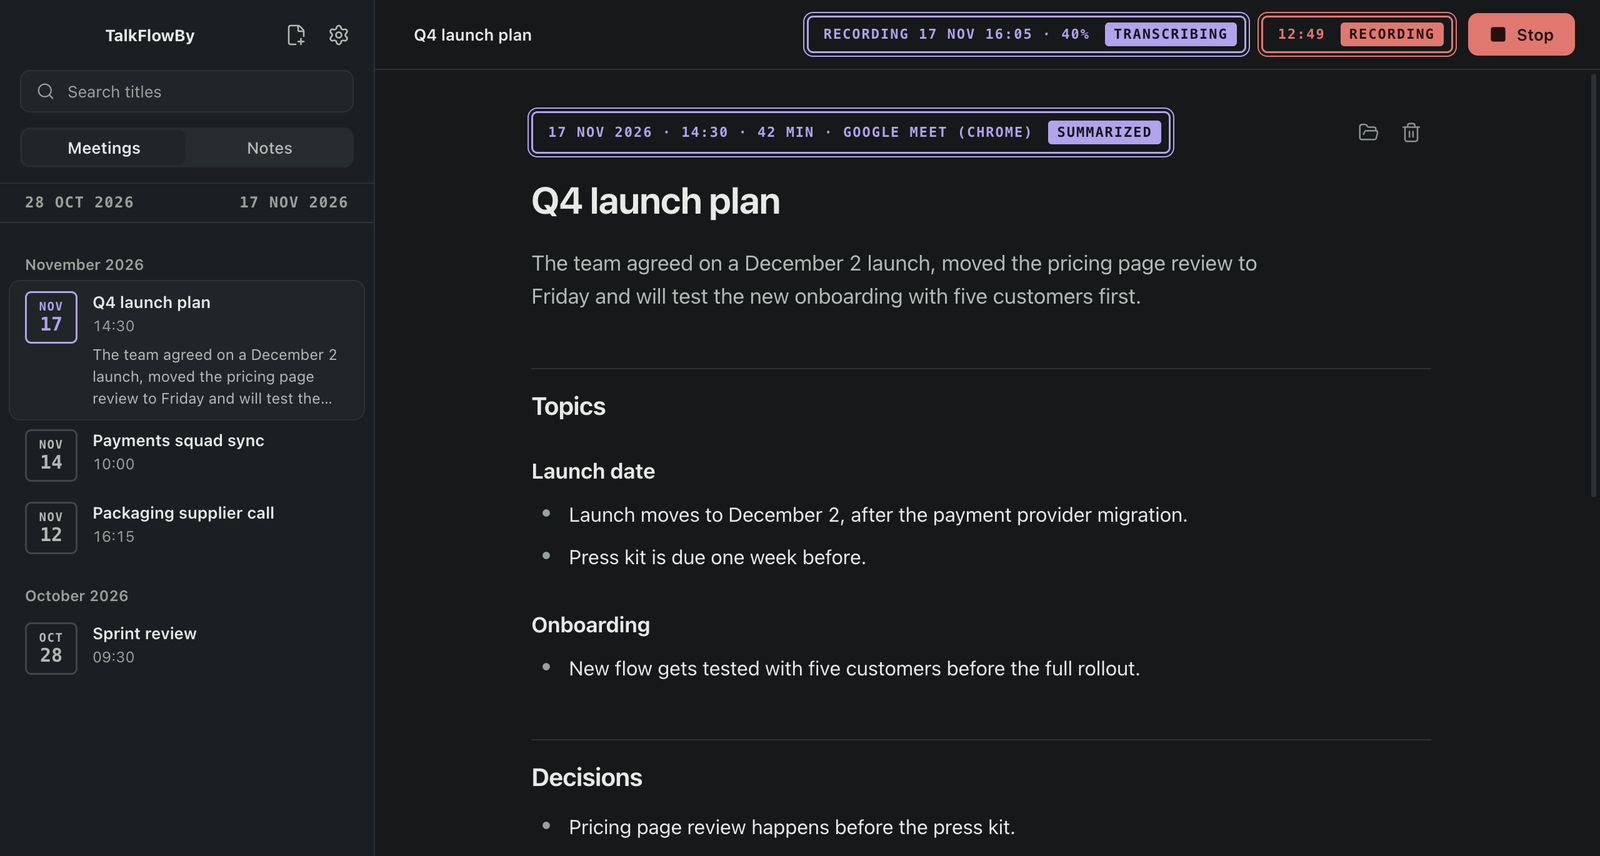 TalkFlowBy
Search titles
Meetings
Notes
28 OCT 2026
17 NOV 2026
November 2026
NOV
17
Q4 launch plan
14:30
The team agreed on a December 2
launch, moved the pricing page
review to Friday and will test the...
NOV
14
Payments squad sync
10:00
NOV
12
Packaging supplier call
16:15
October 2026
OCT
28
Sprint review
09:30
Q4 launch plan
RECORDING 17 NOV 16:05 · 40% TRANSCRIBING
12:49 RECORDING
Stop
17 NOV 2026 · 14:30 · 42 MIN · GOOGLE MEET (CHROME) SUMMARIZED
Q4 launch plan
The team agreed on a December 2 launch, moved the pricing page review to
Friday and will test the new onboarding with five customers first.
Topics
Launch date
• Launch moves to December 2, after the payment provider migration.
• Press kit is due one week before.
Onboarding
• New flow gets tested with five customers before the full rollout.
Decisions
• Pricing page review happens before the press kit.